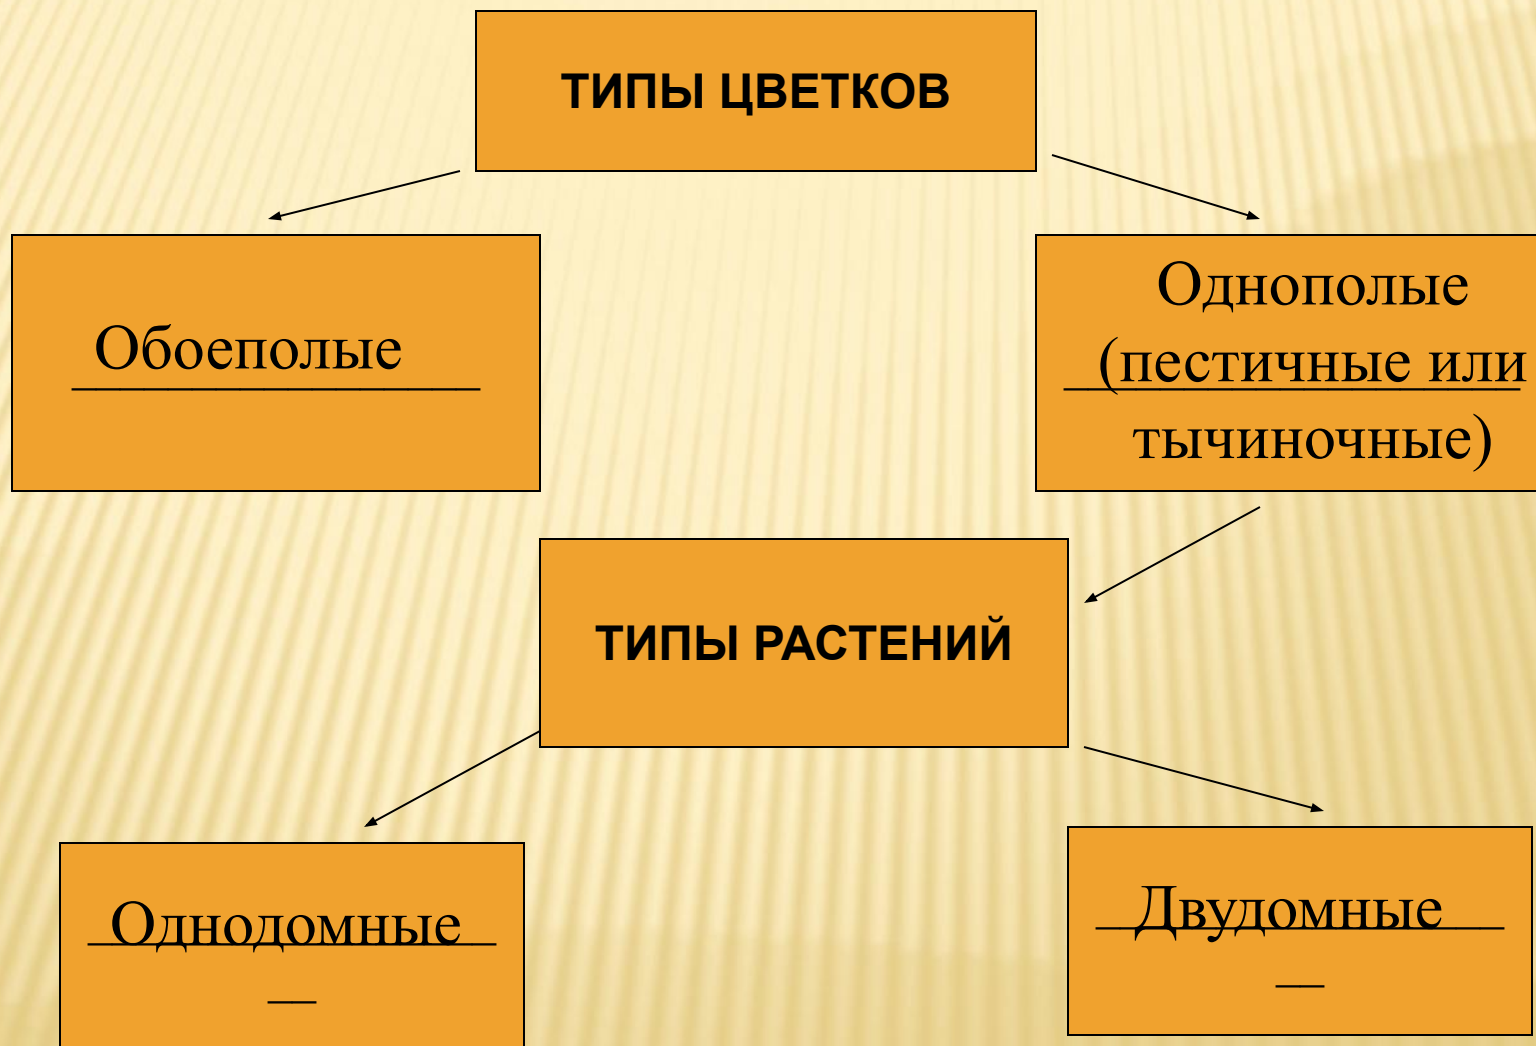 ТИПЫ ЦВЕТКОВ
Обоеполые
Однополые
(пестичные или
тычиночные)
ТИПЫ РАСТЕНИЙ
Однодомные
Двудомные